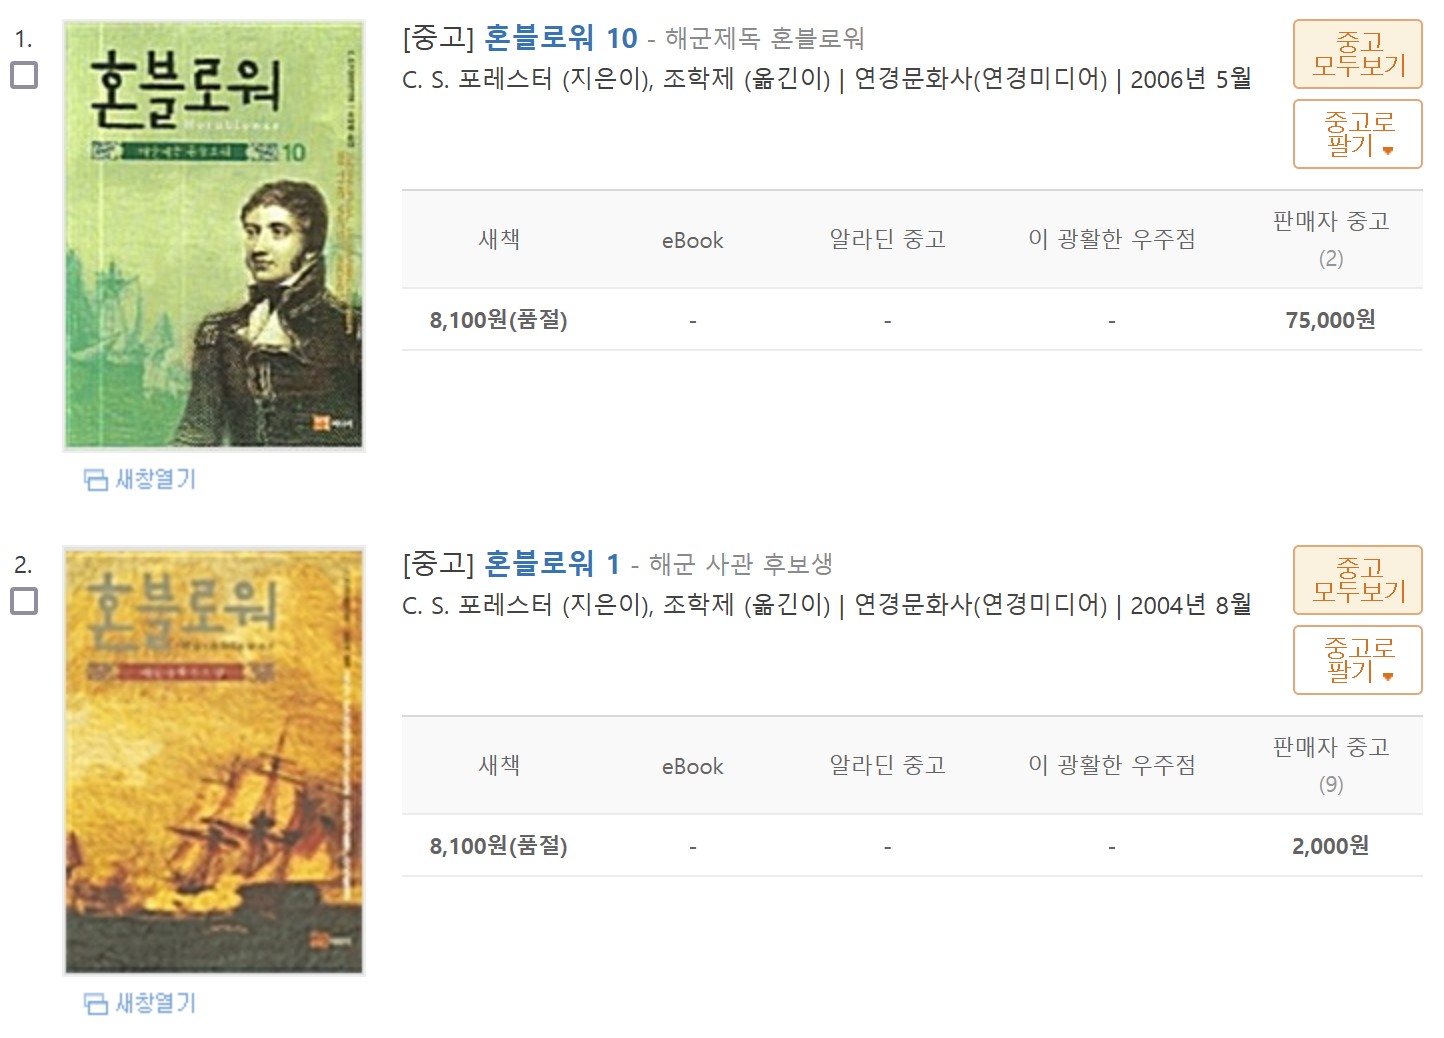 1.
혼블로워
Hornblower
10
[중고] 혼블로워 10 - 해군제독 혼블로워
C. S. 포레스터 (지은이), 조학제 (옮긴이) | 연경문화사(연경미디어) | 2006년 5월
중고
모두보기
중고로
팔기
새책 eBook 알라딘 중고 이 광활한 우주점 판매자 중고
(2)
8,100원(품절) - - - 75,000원
새창열기
2.
혼블로워
Hornblower
[중고] 혼블로워 1 - 해군 사관 후보생
C. S. 포레스터 (지은이), 조학제 (옮긴이) | 연경문화사(연경미디어) | 2004년 8월
중고
모두보기
중고로
팔기
새책 eBook 알라딘 중고 이 광활한 우주점 판매자 중고
(9)
8,100원(품절) - - - 2,000원
새창열기